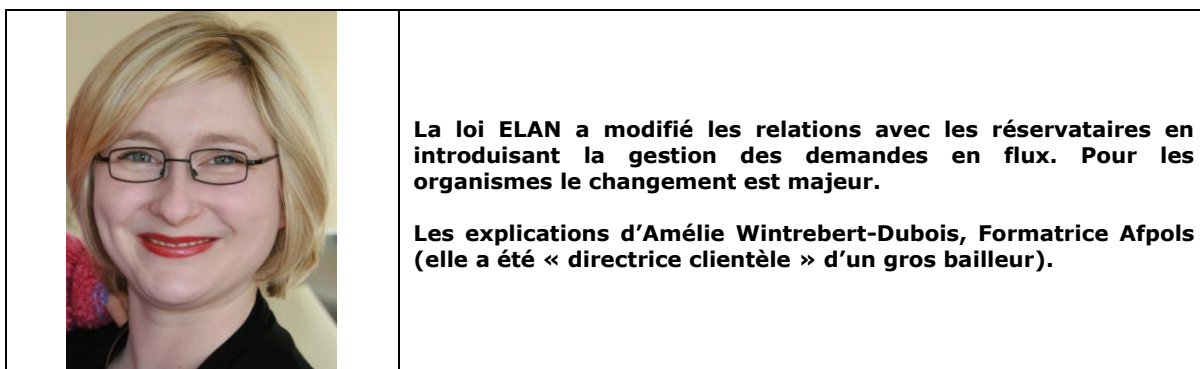 La loi ELAN a modifié les relations avec les réservataires en
introduisant la gestion des demandes en flux. Pour les
organismes le changement est majeur.
Les explications d’Amélie Wintrebert-Dubois, Formatrice Afpols
(elle a été « directrice clientèle » d’un gros bailleur).